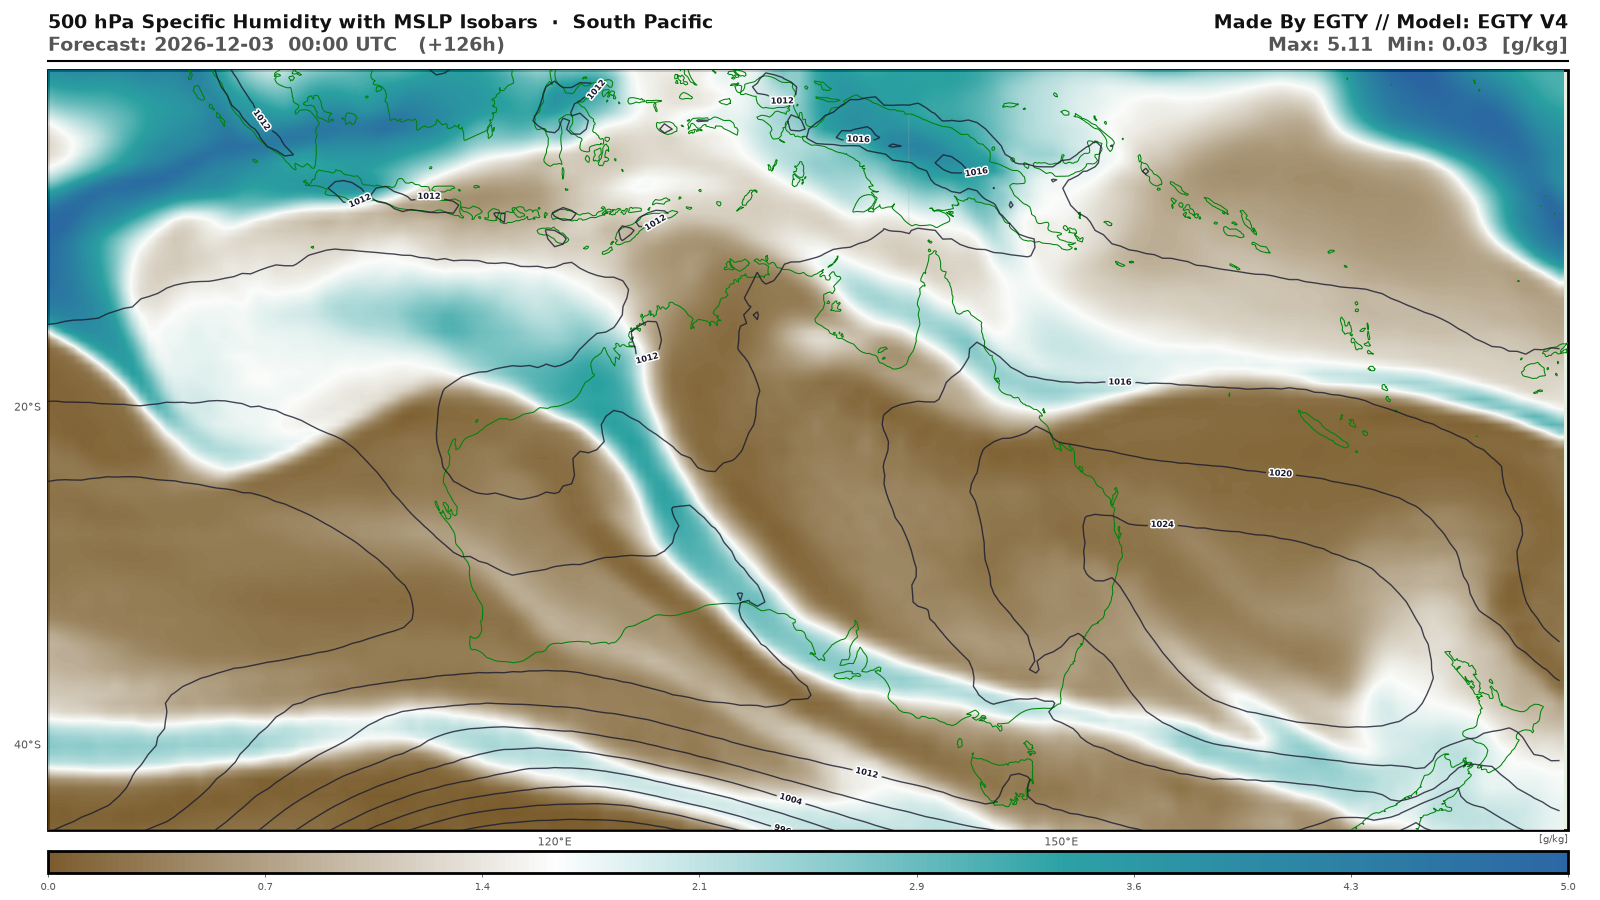 500 hPa Specific Humidity with MSLP Isobars · South Pacific
Made By EGTY // Model: EGTY V4
Forecast: 2026-12-03 00:00 UTC (+126h)
Max: 5.11 Min: 0.03 [g/kg]
1012
1012
1012
1016
1016
1012
1012
1012
1012
1016
20°S
1020
1024
40°S
1012
1004
996
120°E
150°E
[g/kg]
0.0
0.7
1.4
2.1
2.9
3.6
4.3
5.0